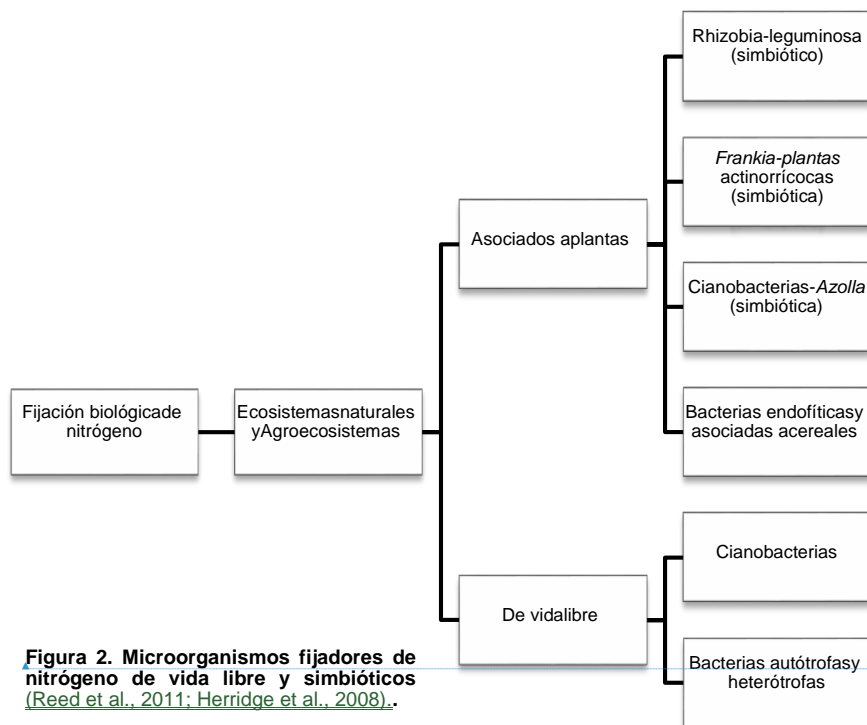 Rhizobia-leguminosa
(simbiótico)
Frankia-plantas
actinorrícocas
(simbiótica)
Asociados aplantas
Cianobacterias-Azolla
(simbiótica)
Fijación biológicade
nitrógeno
Ecosistemasnaturales
yAgroecosistemas
Bacterias endofíticasy
asociadas acereales
Cianobacterias
De vidalibre
Bacterias autótrofasy
heterótrofas
Figura 2. Microorganismos fijadores de
nitrógeno de vida libre y simbióticos
(Reed et al., 2011; Herridge et al., 2008)..